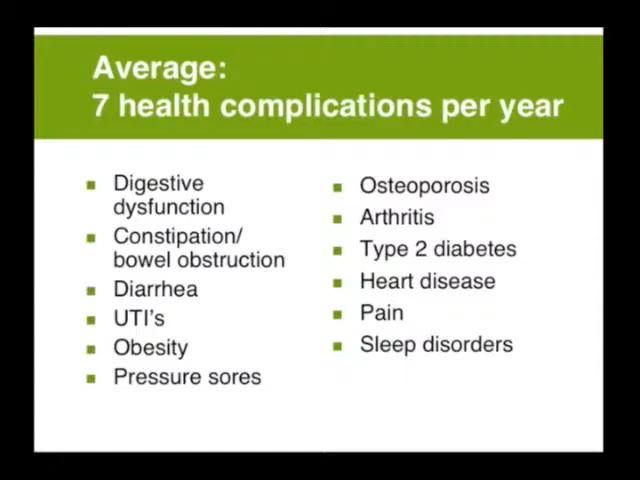 Average:
7 health complications per year
Digestive
dysfunction
Constipation/
bowel obstruction
Diarrhea
UTI's
Obesity
Pressure sores
Osteoporosis
Arthritis
Type 2 diabetes
Heart disease
Pain
Sleep disorders